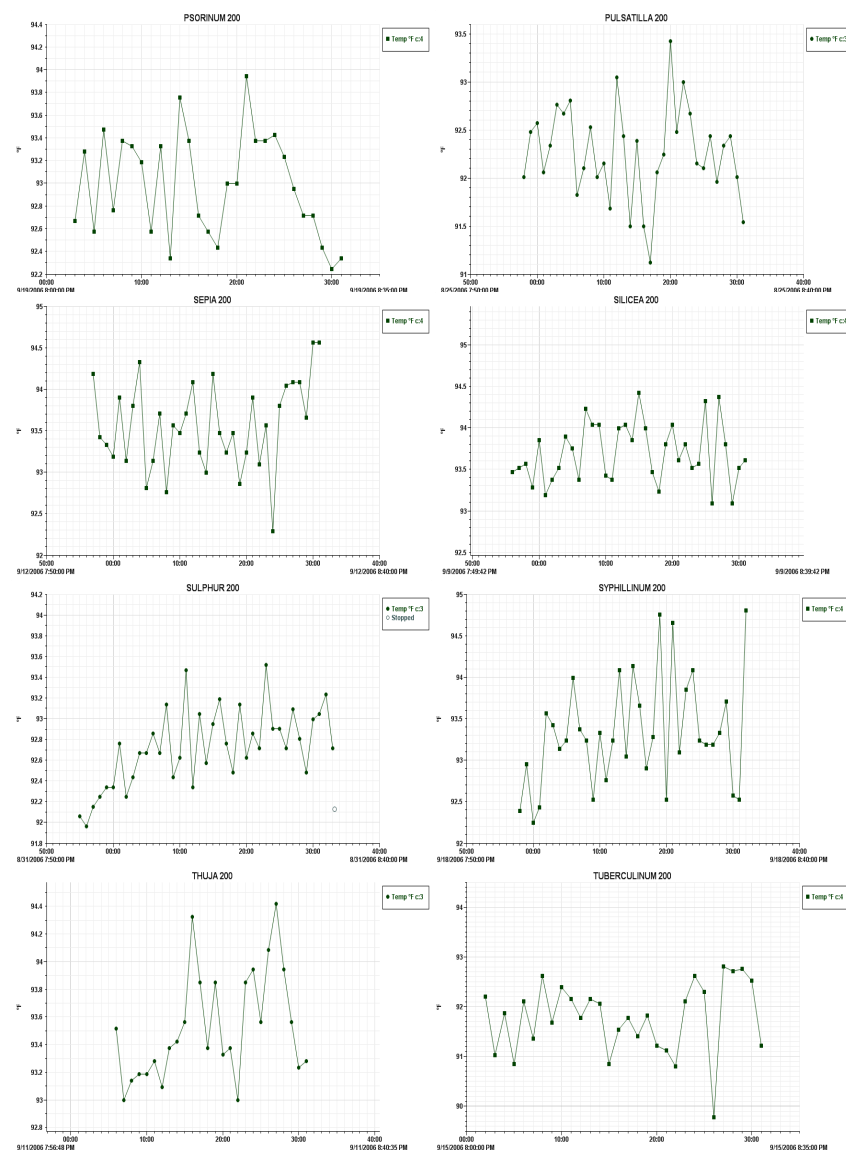 PSORINUM 200
Temp °F c:4
94.4
94.2
94
93.8
93.6
93.4
93.2
93
92.8
92.6
92.4
92.2
°F
00:00
10:00
20:00
30:00
9/19/2006 8:00:00 PM
9/19/2006 8:35:00 PM
PULSATILLA 200
Temp °F c:3
93.5
93
92.5
92
91.5
91
°F
50:00
00:00
10:00
20:00
30:00
40:00
8/25/2006 7:50:00 PM
8/25/2006 8:40:00 PM
SEPIA 200
Temp °F c:4
95
94.5
94
93.5
93
92.5
92
°F
50:00
00:00
10:00
20:00
30:00
40:00
9/12/2006 7:50:00 PM
9/12/2006 8:40:00 PM
SILICEA 200
Temp °F c:4
95
94.5
94
93.5
93
92.5
°F
50:00
00:00
10:00
20:00
30:00
9/9/2006 7:49:42 PM
9/9/2006 8:39:42 PM
SULPHUR 200
Temp °F c:3
Stopped
94.2
94
93.8
93.6
93.4
93.2
93
92.8
92.6
92.4
92.2
92
91.8
°F
50:00
00:00
10:00
20:00
30:00
40:00
8/31/2006 7:50:00 PM
8/31/2006 8:40:00 PM
SYPHILLINUM 200
Temp °F c:4
95
94.5
94
93.5
93
92.5
92
°F
50:00
00:00
10:00
20:00
30:00
40:00
9/18/2006 7:50:00 PM
9/18/2006 8:40:00 PM
THUJA 200
Temp °F c:3
94.4
94.2
94
93.8
93.6
93.4
93.2
93
92.8
°F
00:00
10:00
20:00
30:00
40:00
9/11/2006 7:56:48 PM
9/11/2006 8:40:35 PM
TUBERCULINUM 200
Temp °F c:4
94
93
92
91
90
°F
10:00
20:00
30:00
9/15/2006 8:00:00 PM
9/15/2006 8:35:00 PM